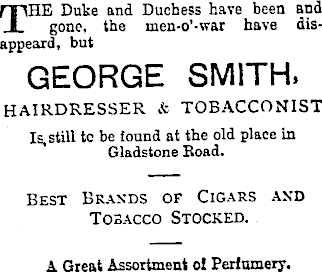 THE Duke and Duchess have been and
gone, the men-o'-war have dis-
appeard, but
GEORGE SMITH,
HAIRDRESSER & TOBACCONIST
Is, still to be found at the old place in
Gladstone Road.
BEST BRANDS OF CIGARS AND
TOBACCO STOCKED.
A Great Assortment of Perfumery.